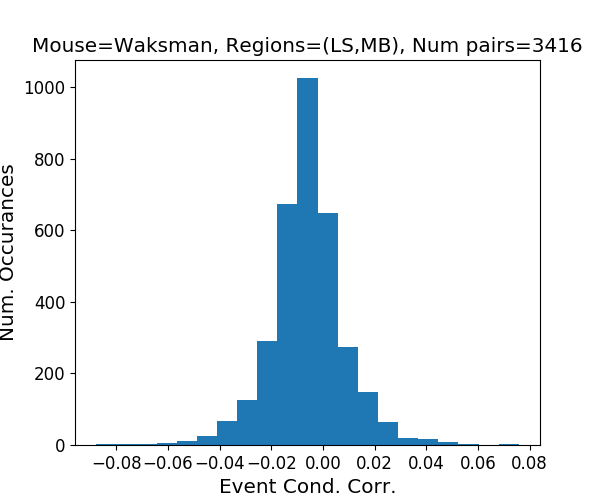 Mouse=Waksman, Regions=(LS,MB), Num pairs=3416
1000
800
600
400
200
0
Num. Occurances
−0.08 −0.06 −0.04 −0.02 0.00 0.02 0.04 0.06 0.08
Event Cond. Corr.